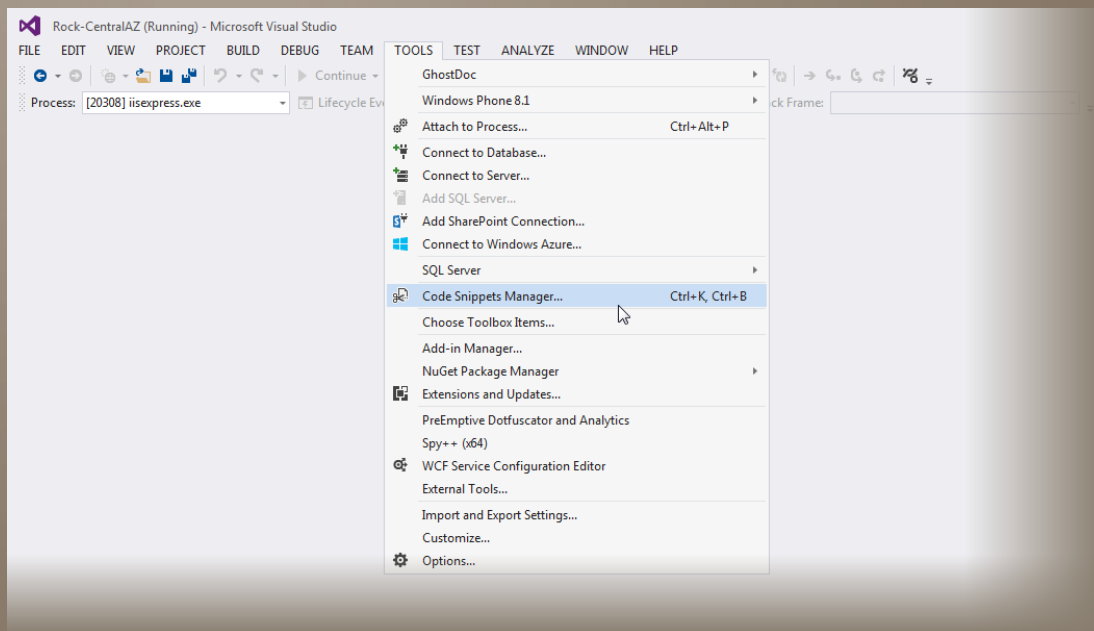 Rock-CentralAZ (Running) - Microsoft Visual Studio
FILE EDIT VIEW PROJECT BUILD DEBUG TEAM TOOLS TEST ANALYZE WINDOW HELP
Continue
Process: [20308] iisexpress.exe Lifecycle Eve ck Frame:
GhostDoc
Windows Phone 8.1
Attach to Process... Ctrl+Alt+P
Connect to Database...
Connect to Server...
Add SQL Server...
Add SharePoint Connection...
Connect to Windows Azure...
SQL Server
Code Snippets Manager... Ctrl+K, Ctrl+B
Choose Toolbox Items...
Add-in Manager...
NuGet Package Manager
Extensions and Updates...
PreEmptive Dotfuscator and Analytics
Spy++ (x64)
WCF Service Configuration Editor
External Tools...
Import and Export Settings...
Customize...
Options...